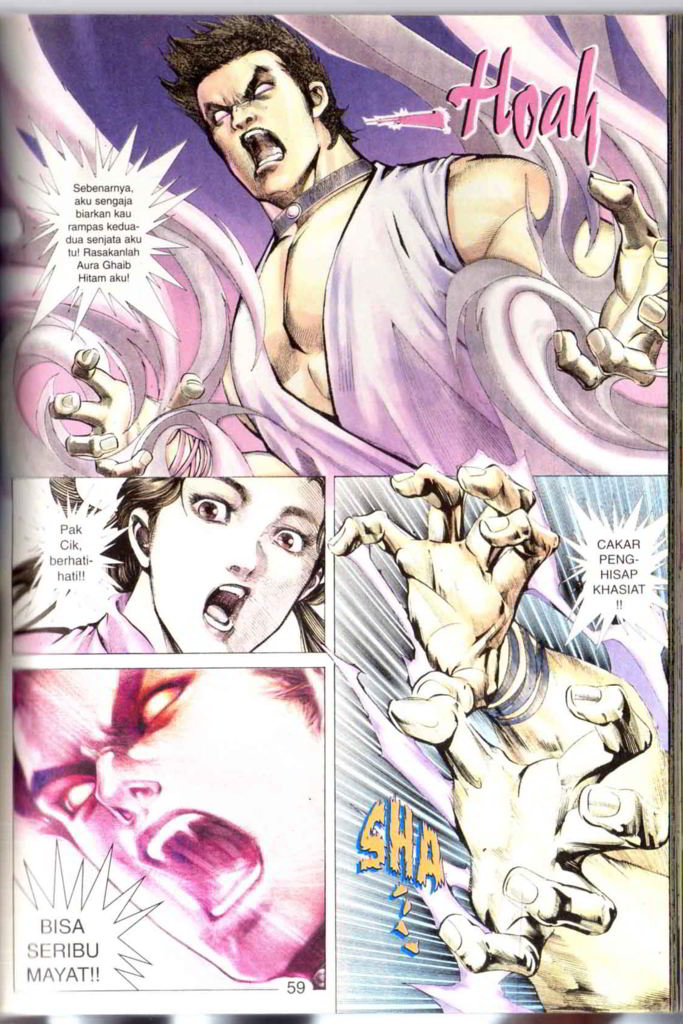 Hoah
Sebenarnya,
aku sengaja
biarkan kau
rampas kedua-
dua senjata aku
tu! Rasakanlah
Aura Ghaib
Hitam aku!
Pak
Cik,
berhati-
hati!!
CAKAR
PENG-
HISAP
KHASIAT
!!
BISA
SERIBU
MAYAT!!
SHA
59